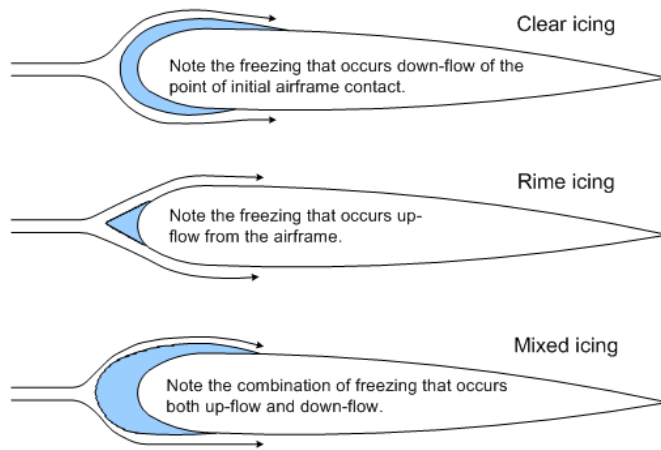 Clear icing
Note the freezing that occurs down-flow of the
point of initial airframe contact.
Rime icing
Note the freezing that occurs up-
flow from the airframe.
Mixed icing
Note the combination of freezing that occurs
both up-flow and down-flow.